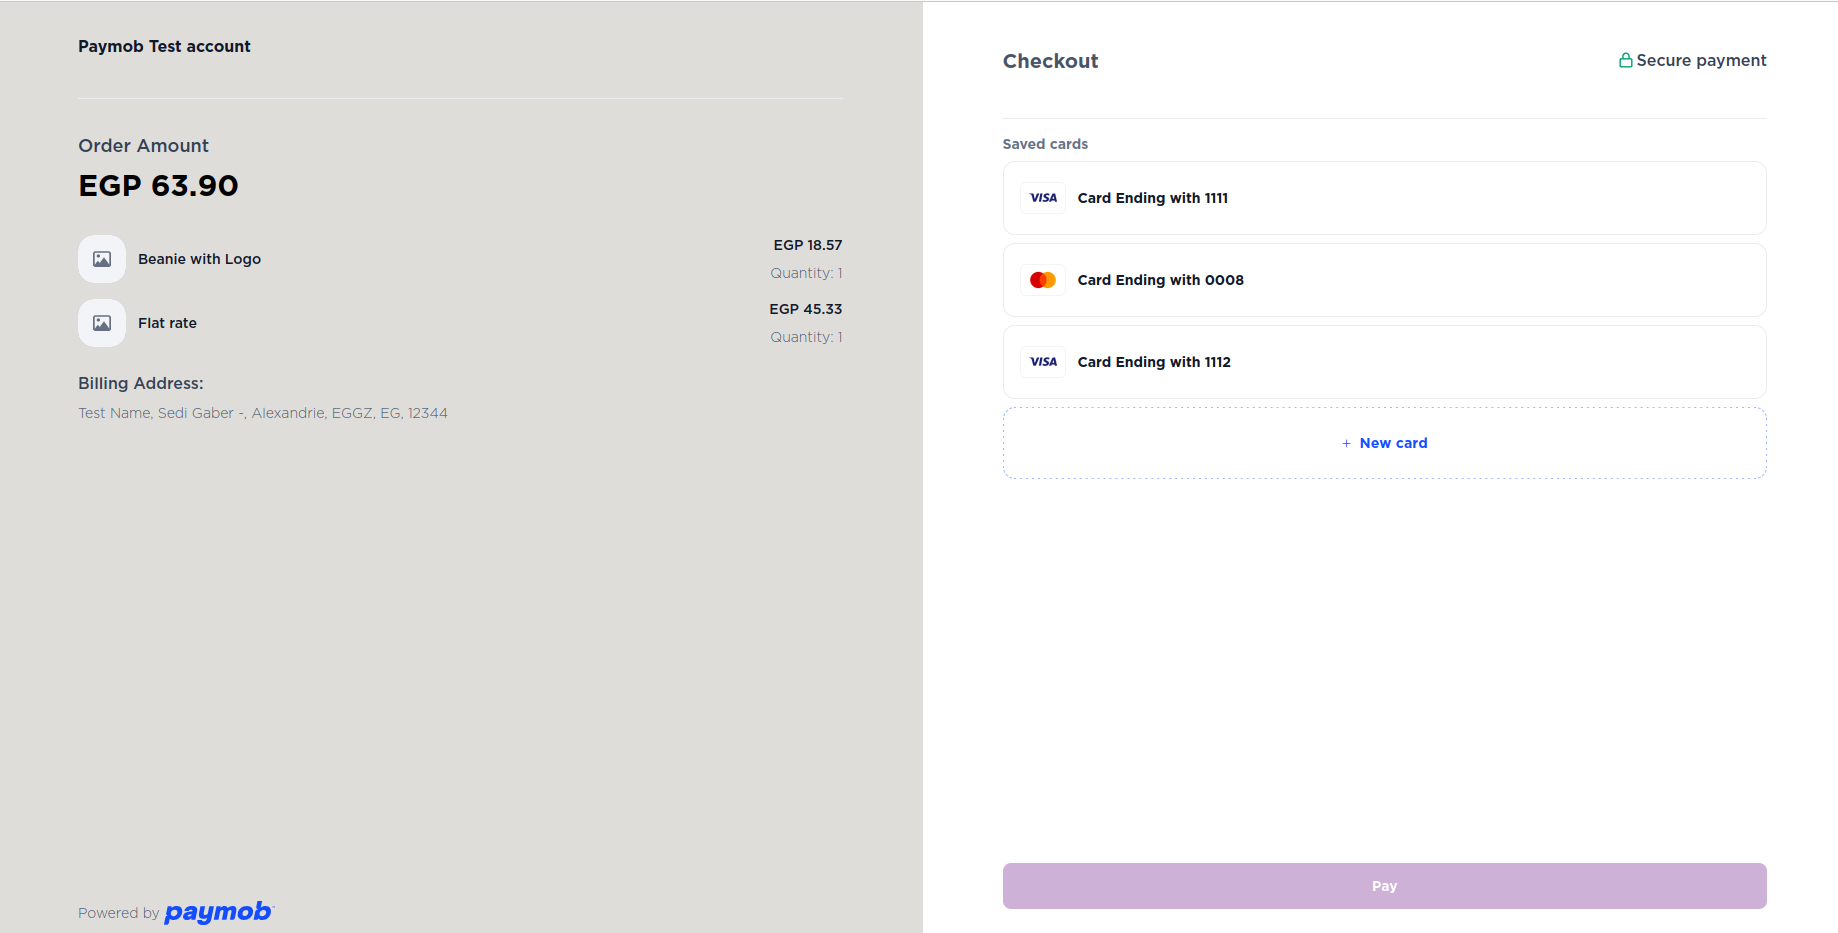 Paymob Test account
Order Amount
EGP 63.90
Beanie with Logo
EGP 18.57
Quantity: 1
Flat rate
EGP 45.33
Quantity: 1
Billing Address:
Test Name, Sedi Gaber -, Alexandrie, EGGZ, EG, 12344
Powered by paymob
Checkout
Secure payment
Saved cards
VISA Card Ending with 1111
Card Ending with 0008
VISA Card Ending with 1112
+ New card
Pay